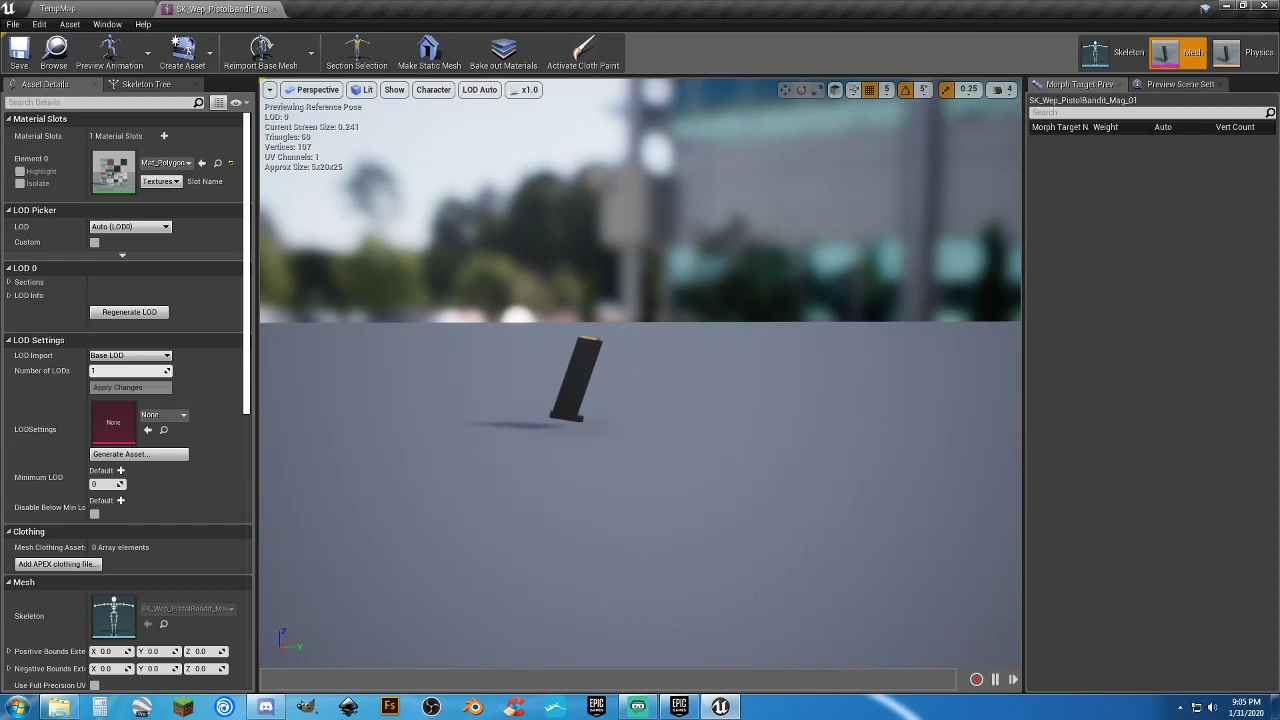 TempMap
SK_Wep_PistolBandit_Ma
File Edit Asset Window Help
Save Browse Preview Animation Create Asset Reimport Base Mesh Section Selection Make Static Mesh Bake out Materials Activate Cloth Paint Skeleton Mesh Physics
Asset Details Skeleton Tree
Search Details
Material Slots
Material Slots 1 Material Slots
Element 0
Highlight
Isolate
Mat_Polygon
Textures Slot Name
LOD Picker
LOD Auto (LOD0)
Custom
LOD 0
Sections
LOD Info
Regenerate LOD
LOD Settings
LOD Import Base LOD
Number of LODs 1
Apply Changes
None
None
LODSettings
Generate Asset...
Default
Minimum LOD
0
Default
Disable Below Min Lo
Clothing
Mesh Clothing Asset 0 Array elements
Add APEX clothing file...
Mesh
Skeleton SK_Wep_PistolBandit_Ma
Positive Bounds Exte X 0.0 Y 0.0 Z 0.0
Negative Bounds Ext X 0.0 Y 0.0 Z 0.0
Use Full Precision UV
Perspective Lit Show Character LOD Auto x1.0 5 5° 0.25 4
Previewing Reference Pose
LOD: 0
Current Screen Size: 0.241
Triangles: 60
Vertices: 107
UV Channels: 1
Approx Size: 5x20x25
Z
Y
Morph Target Prev Preview Scene Sett
SK_Wep_PistolBandit_Mag_01
Search
Morph Target N Weight Auto Vert Count
Pro
Fs
EPIC GAMES
EPIC GAMES
9:05 PM
1/31/2020